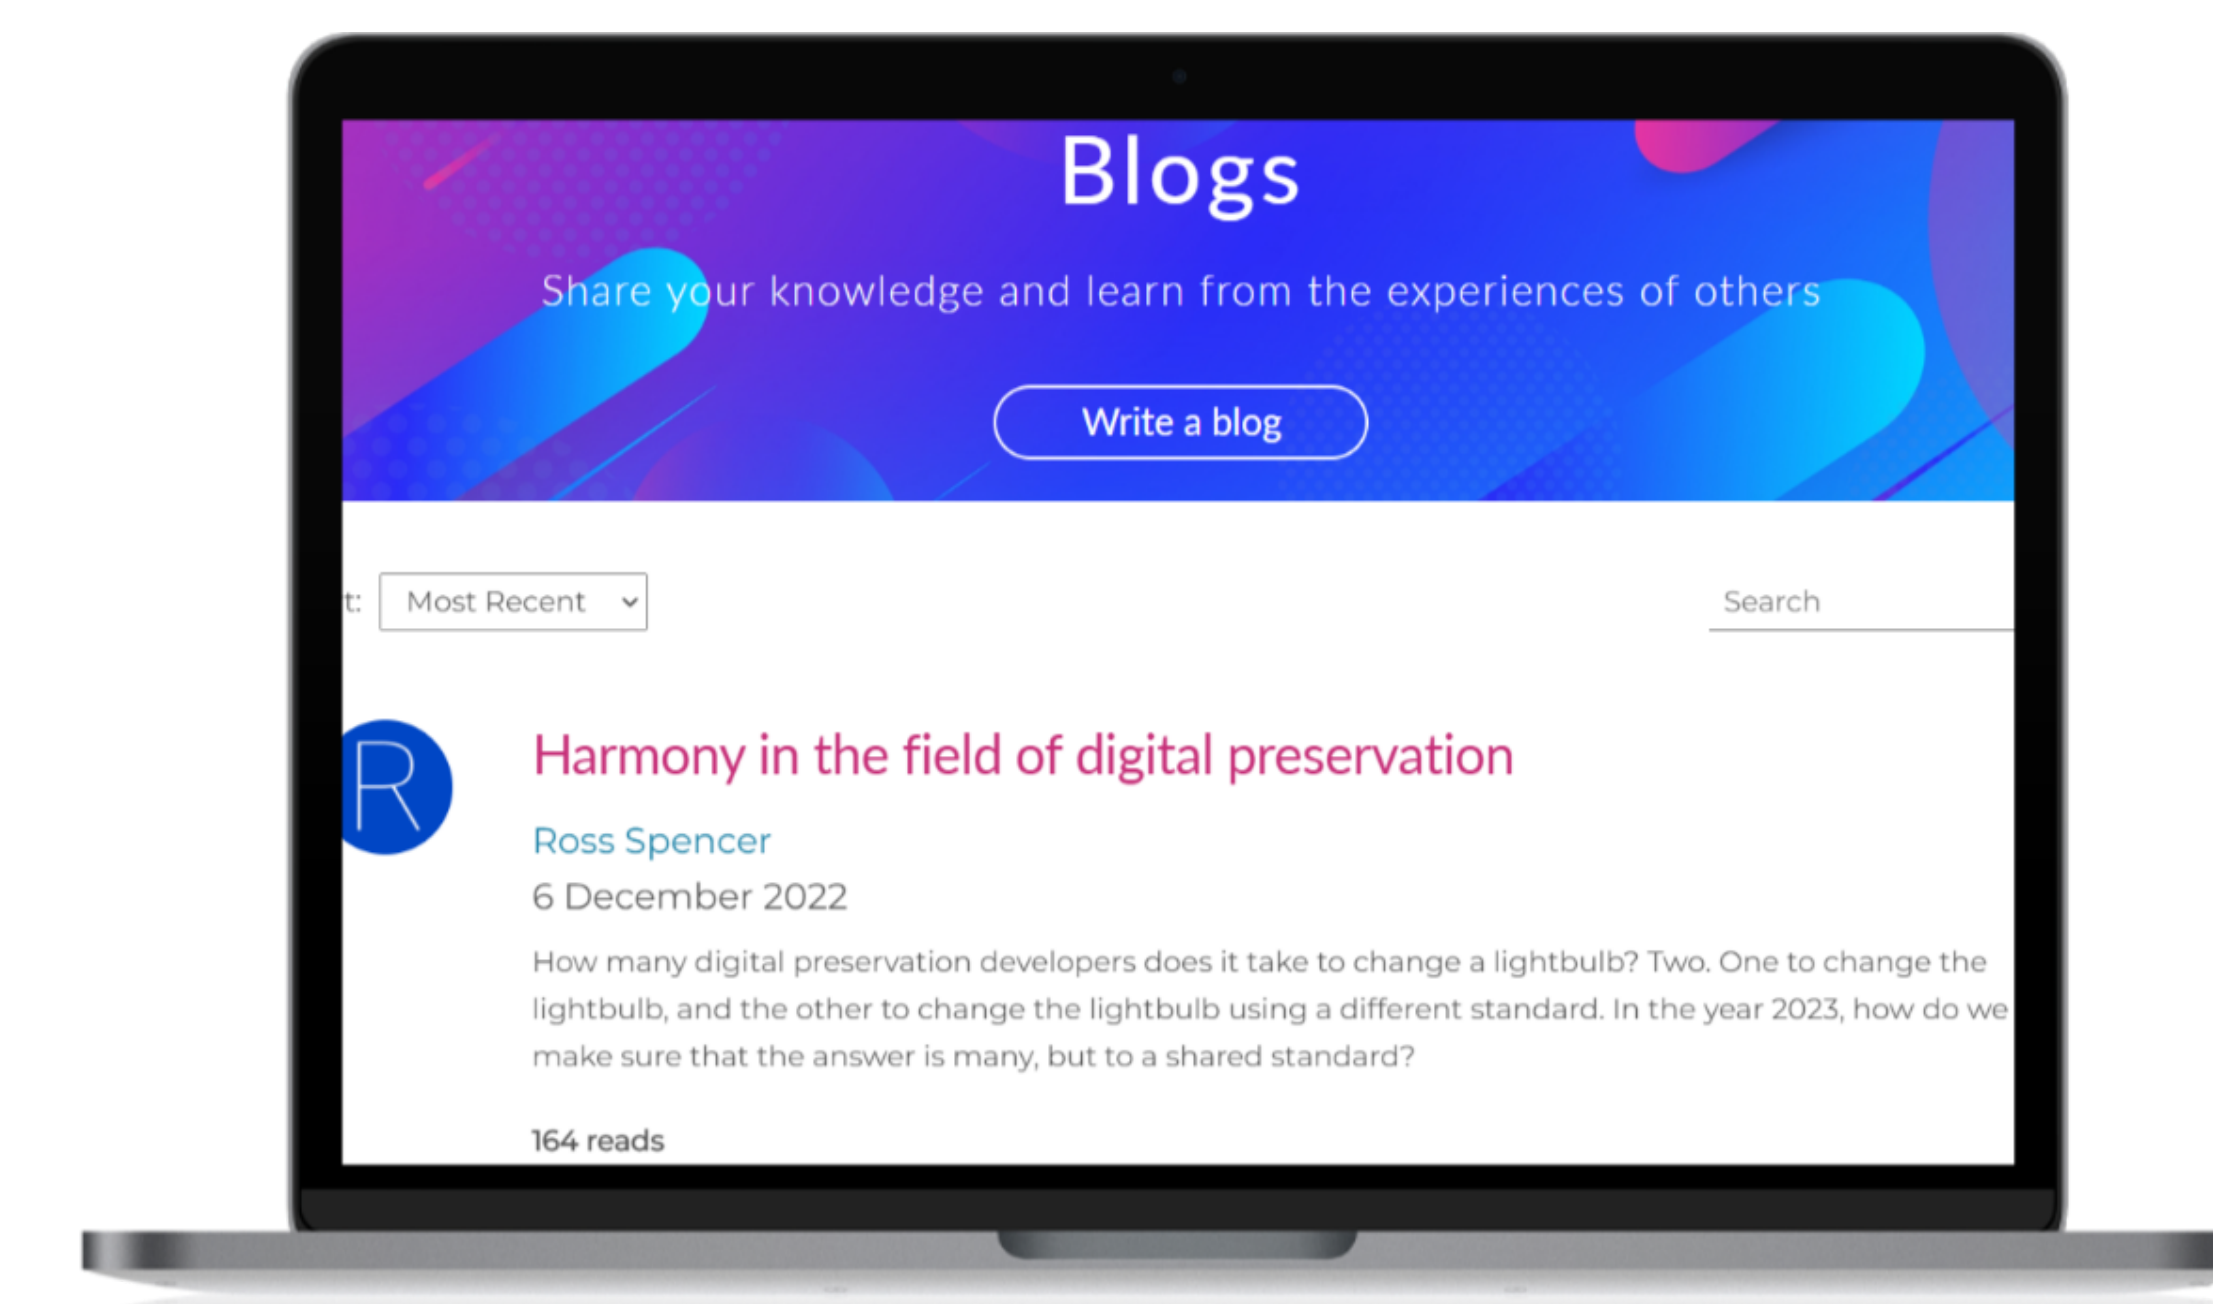 Blogs
Share your knowledge and learn from the experiences of others
Write a blog
t: Most Recent
Search
R
Harmony in the field of digital preservation
Ross Spencer
6 December 2022
How many digital preservation developers does it take to change a lightbulb? Two. One to change the
lightbulb, and the other to change the lightbulb using a different standard. In the year 2023, how do we
make sure that the answer is many, but to a shared standard?
164 reads